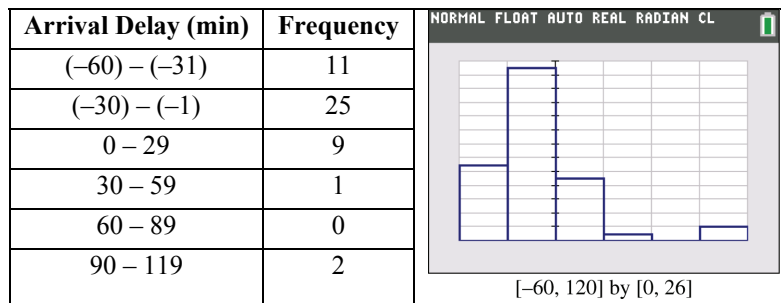 Arrival Delay (min) Frequency
(–60) – (–31) 11
(–30) – (–1) 25
0 – 29 9
30 – 59 1
60 – 89 0
90 – 119 2
NORMAL FLOAT AUTO REAL RADIAN CL
[–60, 120] by [0, 26]